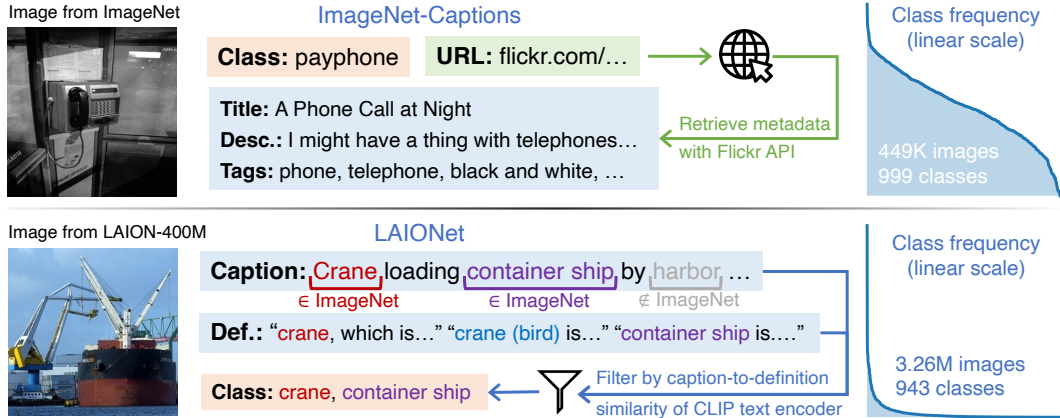 Image from ImageNet
ImageNet-Captions
Class: payphone
URL: flickr.com/...
Title: A Phone Call at Night
Desc.: I might have a thing with telephones...
Tags: phone, telephone, black and white, ...
Retrieve metadata
with Flickr API
Class frequency
(linear scale)
449K images
999 classes
Image from LAION-400M
LAIONet
Caption: Crane loading container ship by harbor ...
∈ ImageNet
∈ ImageNet
∉ ImageNet
Def.: “crane, which is...” “crane (bird) is...” “container ship is....”
Class: crane, container ship
Filter by caption-to-definition
similarity of CLIP text encoder
Class frequency
(linear scale)
3.26M images
943 classes